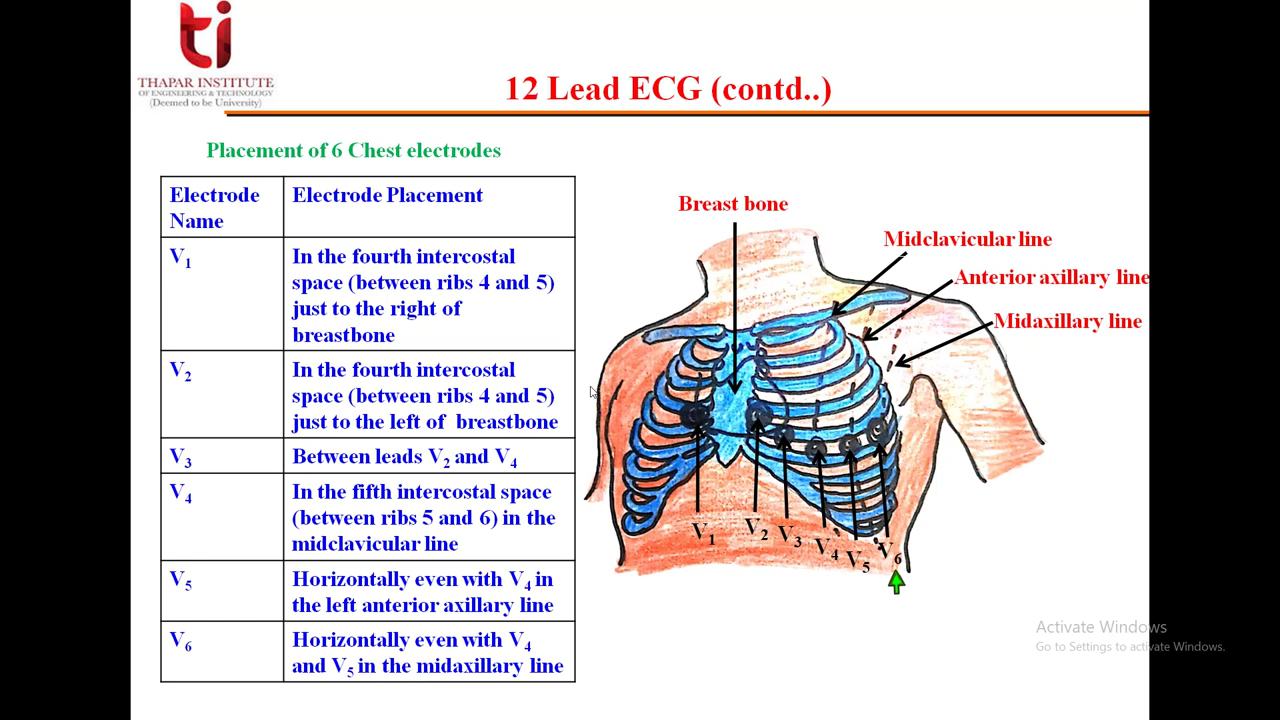 ti
THAPAR INSTITUTE
OF ENGINEERING & TECHNOLOGY
(Deemed to be University)
12 Lead ECG (contd..)
Placement of 6 Chest electrodes
Electrode
Name
Electrode Placement
V1
In the fourth intercostal
space (between ribs 4 and 5)
just to the right of
breastbone
V2
In the fourth intercostal
space (between ribs 4 and 5)
just to the left of breastbone
V3
Between leads V2 and V4
V4
In the fifth intercostal space
(between ribs 5 and 6) in the
midclavicular line
V5
Horizontally even with V4 in
the left anterior axillary line
V6
Horizontally even with V4
and V5 in the midaxillary line
Breast bone
Midclavicular line
Anterior axillary line
Midaxillary line
V1
V2
V3
V4
V5
V6
Activate Windows
Go to Settings to activate Windows.